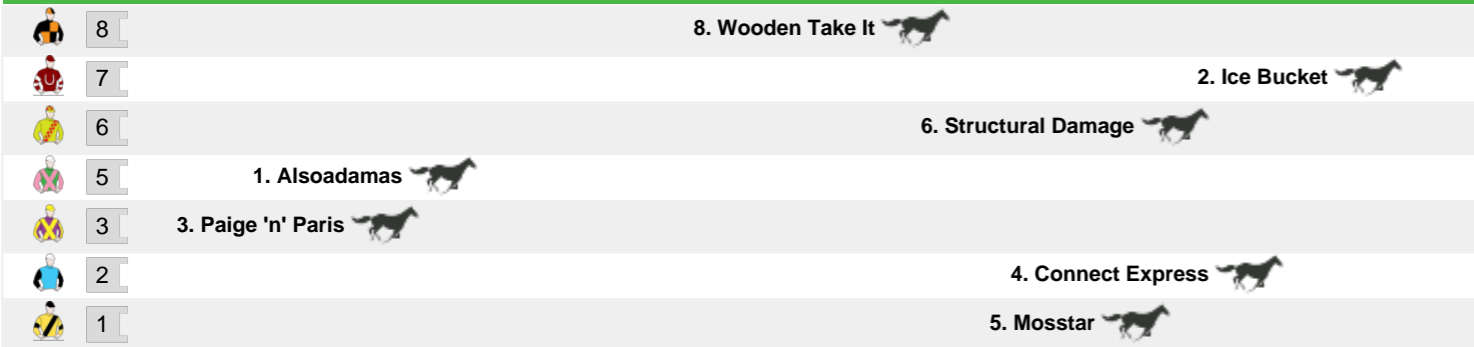 8 8. Wooden Take It
7 2. Ice Bucket
6 6. Structural Damage
5 1. Alsoadamas
3 3. Paige 'n' Paris
2 4. Connect Express
1 5. Mosstar